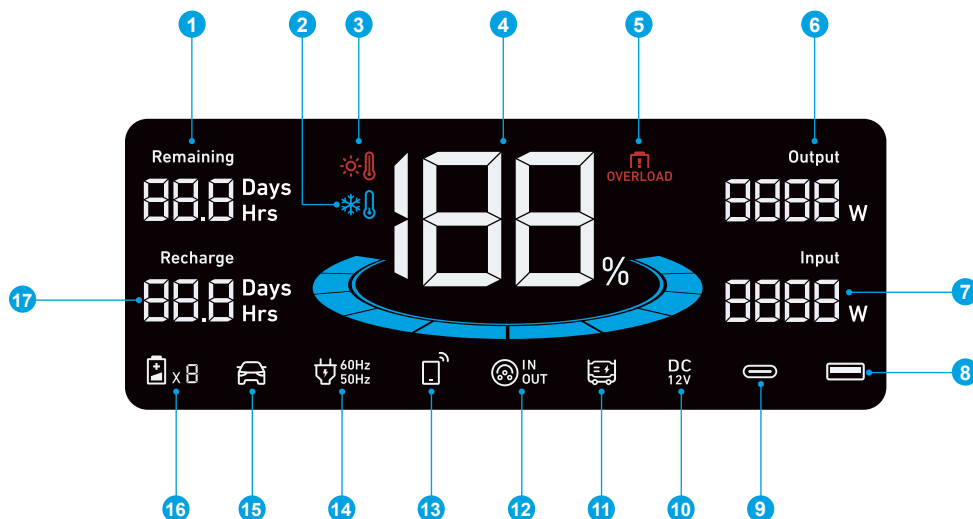 1
2
3
4
5
6
Remaining
88.8 Days
Hrs
188 %
OVERLOAD
Output
8888 W
Recharge
17
88.8 Days
Hrs
Input
8888 W
7
x 8
60Hz
50Hz
IN
OUT
DC
12V
8
16
15
14
13
12
11
10
9